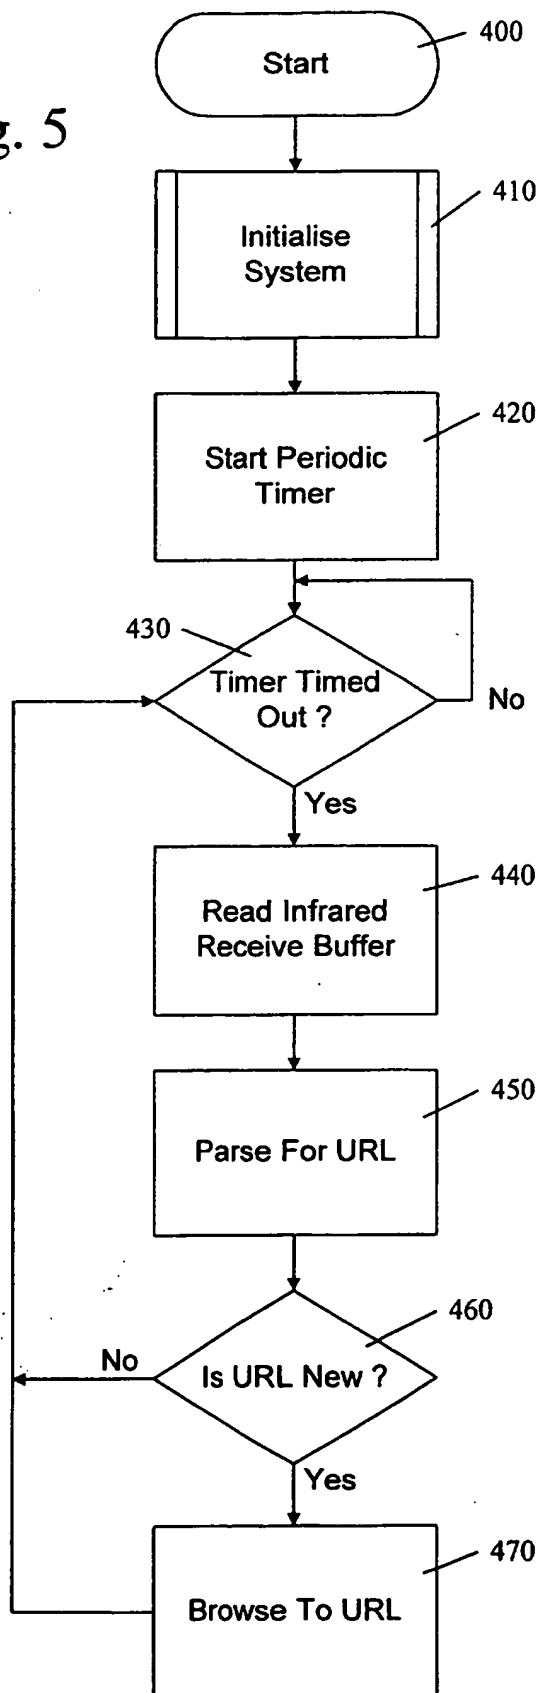 400
Start
g. 5
410
Initialise
System
420
Start Periodic
Timer
430
Timer Timed
Out ?
No
Yes
440
Read Infrared
Receive Buffer
450
Parse For URL
460
No
Is URL New ?
Yes
470
Browse To URL